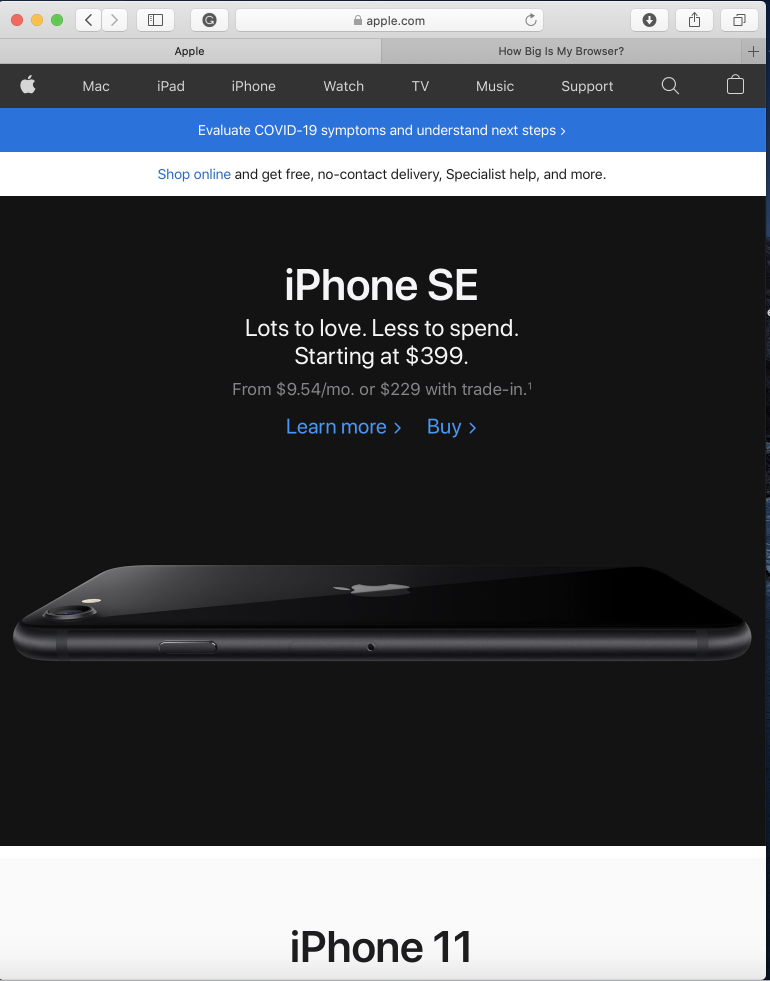 apple.com
Apple
How Big Is My Browser?
Mac iPad iPhone Watch TV Music Support
Evaluate COVID-19 symptoms and understand next steps ›
Shop online and get free, no-contact delivery, Specialist help, and more.
iPhone SE
Lots to love. Less to spend.
Starting at $399.
From $9.54/mo. or $229 with trade-in.¹
Learn more › Buy ›
iPhone 11